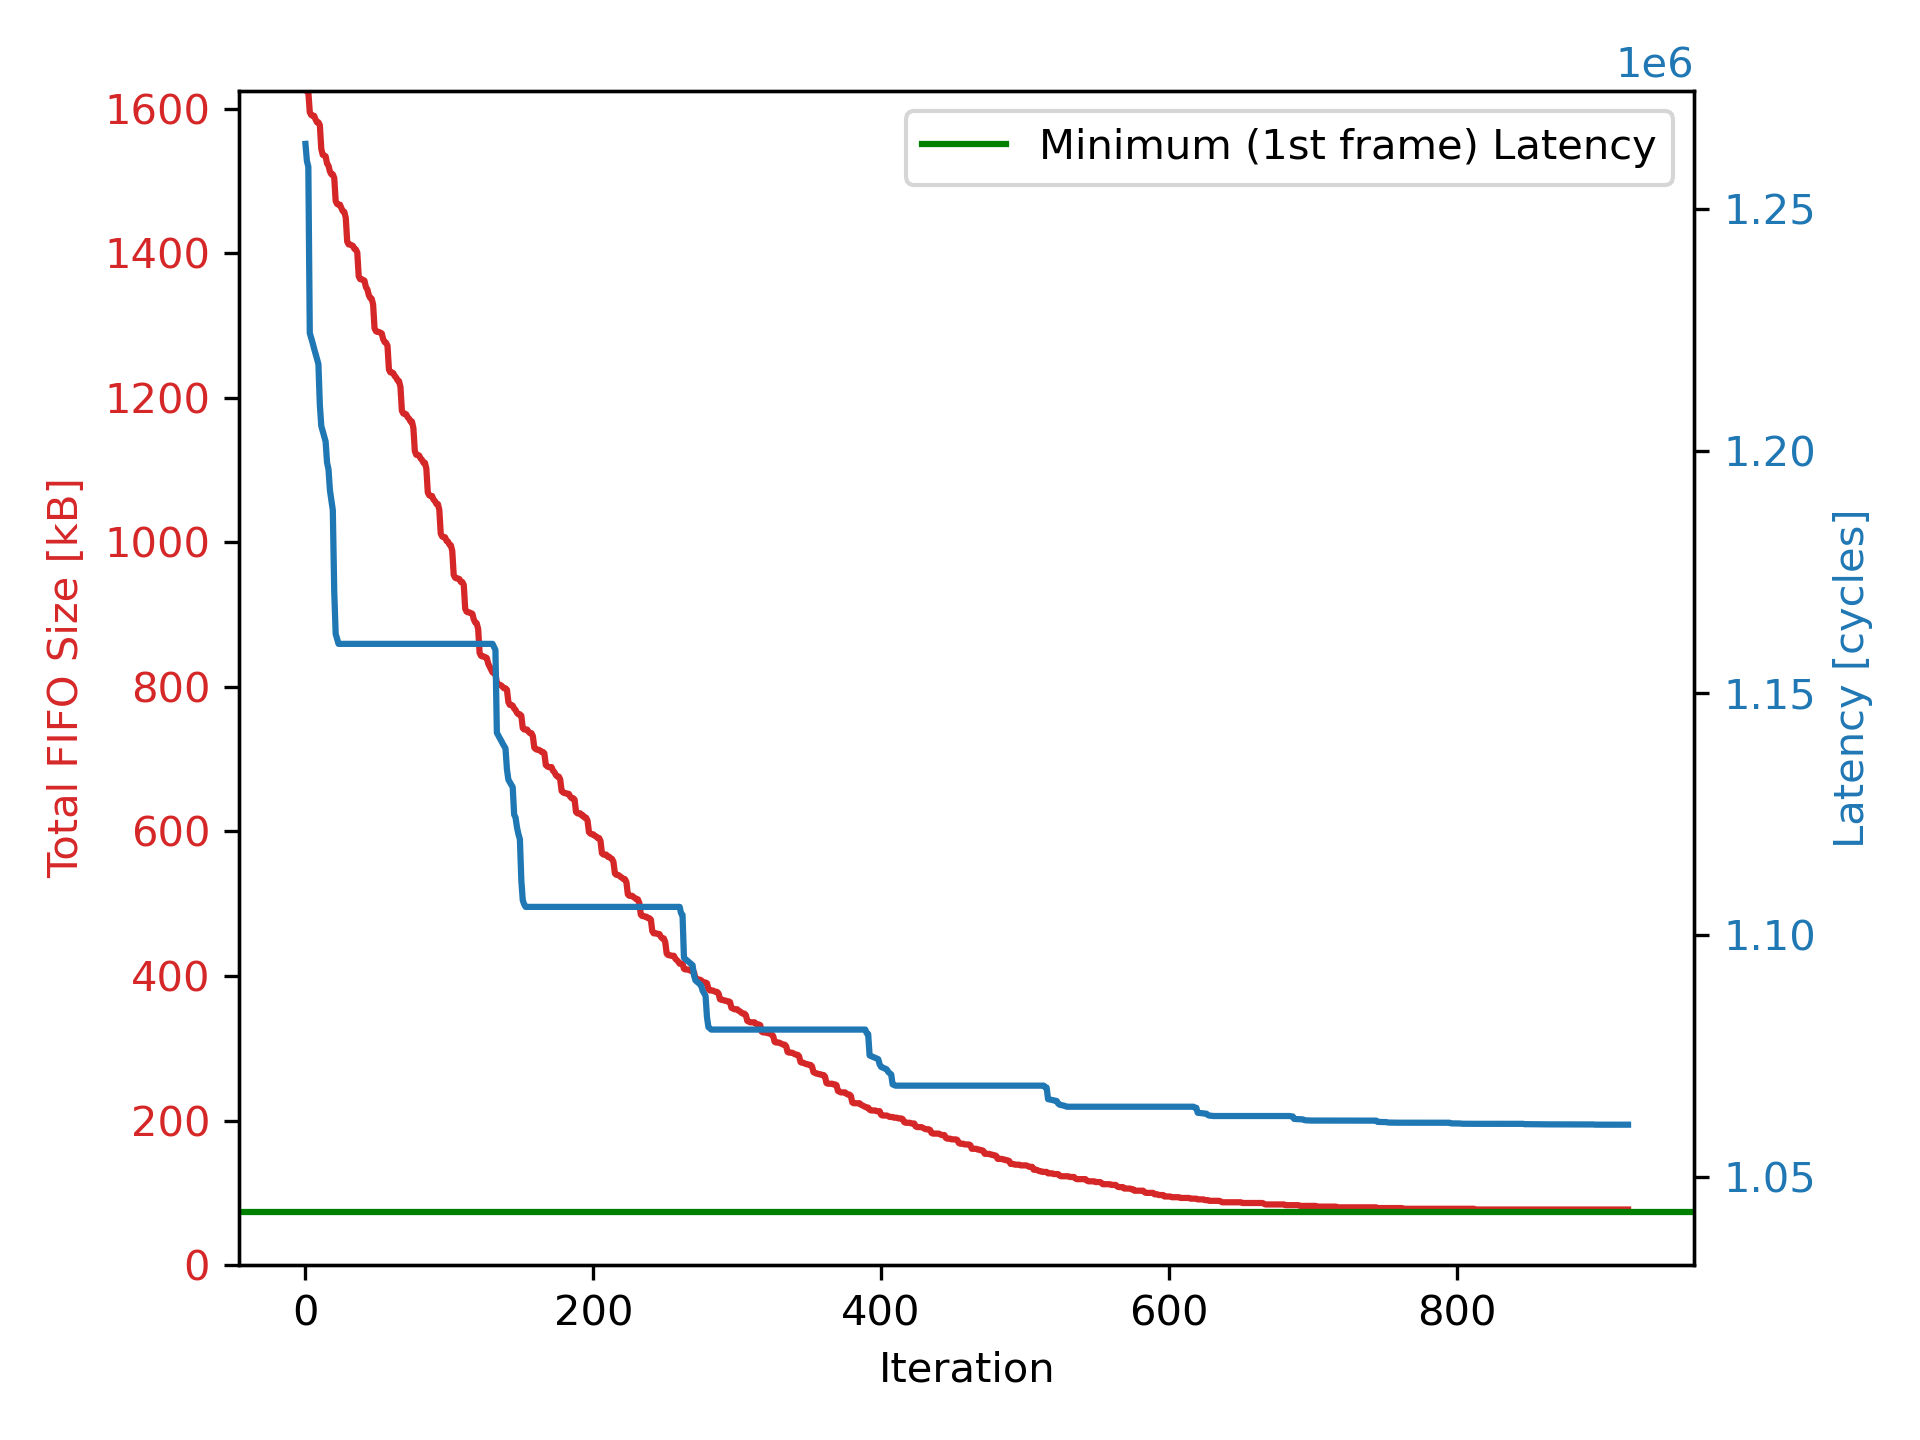 1e6
Minimum (1st frame) Latency
1600
1400
1200
1000
800
600
400
200
0
Total FIFO Size [kB]
1.25
1.20
1.15
1.10
1.05
Latency [cycles]
0 200 400 600 800
Iteration